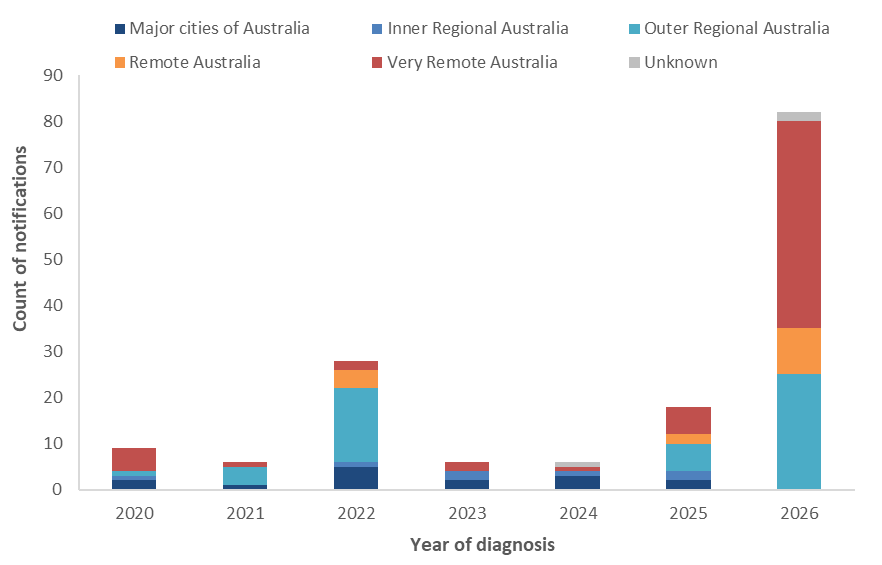 Major cities of Australia Inner Regional Australia Outer Regional Australia
Remote Australia Very Remote Australia Unknown
90
80
70
60
50
40
30
20
10
0
Count of notifications
2020 2021 2022 2023 2024 2025 2026
Year of diagnosis